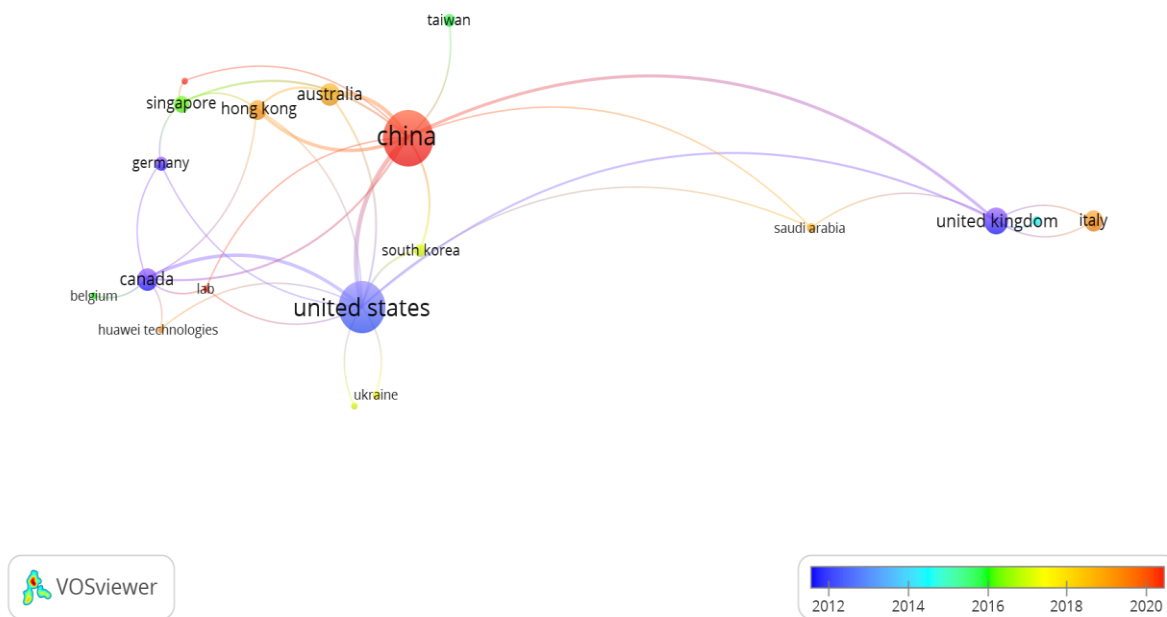 taiwan
singapore
hong kong
australia
china
germany
south korea
saudi arabia
united kingdom
italy
canada
lab
belgium
united states
huawei technologies
ukraine
VOSviewer
2012
2014
2016
2018
2020